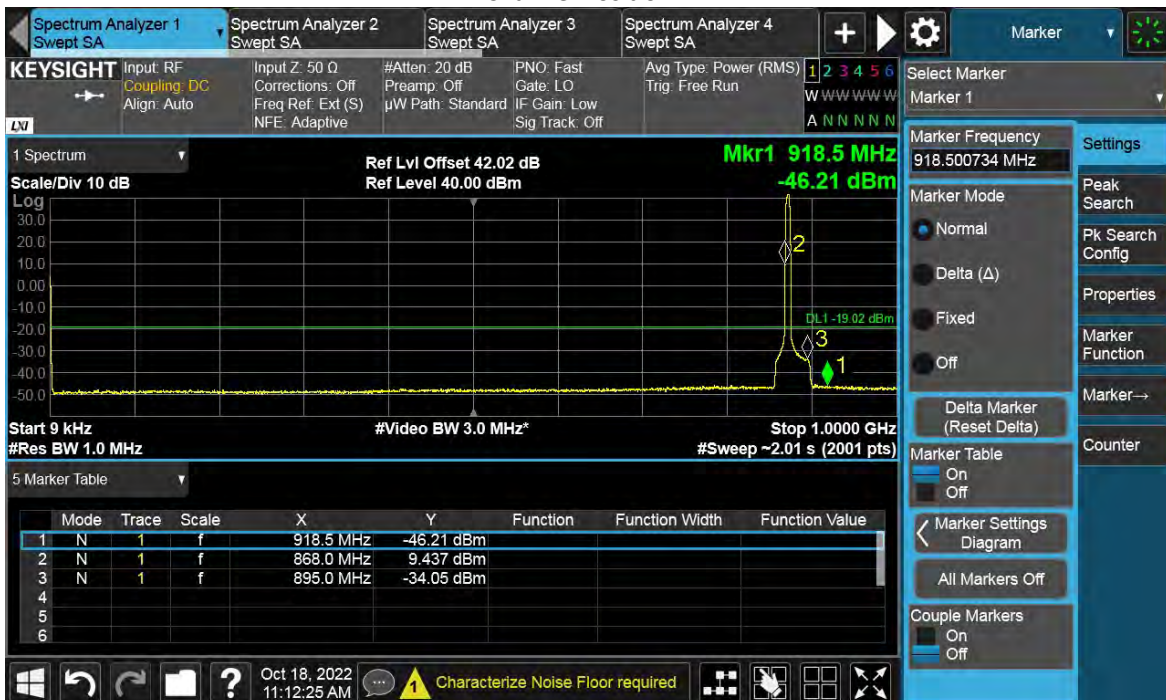 Spectrum Analyzer 1
Swept SA
Spectrum Analyzer 2
Swept SA
Spectrum Analyzer 3
Swept SA
Spectrum Analyzer 4
Swept SA
+
Marker
KEYSIGHT
LXI
Input: RF
Coupling: DC
Align: Auto
Input Z: 50 Ω
Corrections: Off
Freq Ref: Ext (S)
NFE: Adaptive
#Atten: 20 dB
Preamp: Off
µW Path: Standard
PNO: Fast
Gate: LO
IF Gain: Low
Sig Track: Off
Avg Type: Power (RMS)
Trig: Free Run
1 2 3 4 5 6
W W W W W W
A N N N N N
Select Marker
Marker 1
1 Spectrum
Scale/Div 10 dB
Ref Lvl Offset 42.02 dB
Ref Level 40.00 dBm
Mkr1 918.5 MHz
-46.21 dBm
Log
30.0
20.0
10.0
0.00
-10.0
-20.0
-30.0
-40.0
-50.0
2
DL1 -19.02 dBm
3
1
Start 9 kHz
#Res BW 1.0 MHz
#Video BW 3.0 MHz*
Stop 1.0000 GHz
#Sweep ~2.01 s (2001 pts)
5 Marker Table
Mode Trace Scale X Y Function Function Width Function Value
1 N 1 f 918.5 MHz -46.21 dBm
2 N 1 f 868.0 MHz 9.437 dBm
3 N 1 f 895.0 MHz -34.05 dBm
4
5
6
Marker Frequency
918.500734 MHz
Marker Mode
Normal
Delta (Δ)
Fixed
Off
Delta Marker
(Reset Delta)
Marker Table
On
Off
Marker Settings
Diagram
All Markers Off
Couple Markers
On
Off
Settings
Peak
Search
Pk Search
Config
Properties
Marker
Function
Marker→
Counter
?
Oct 18, 2022
11:12:25 AM
1
Characterize Noise Floor required